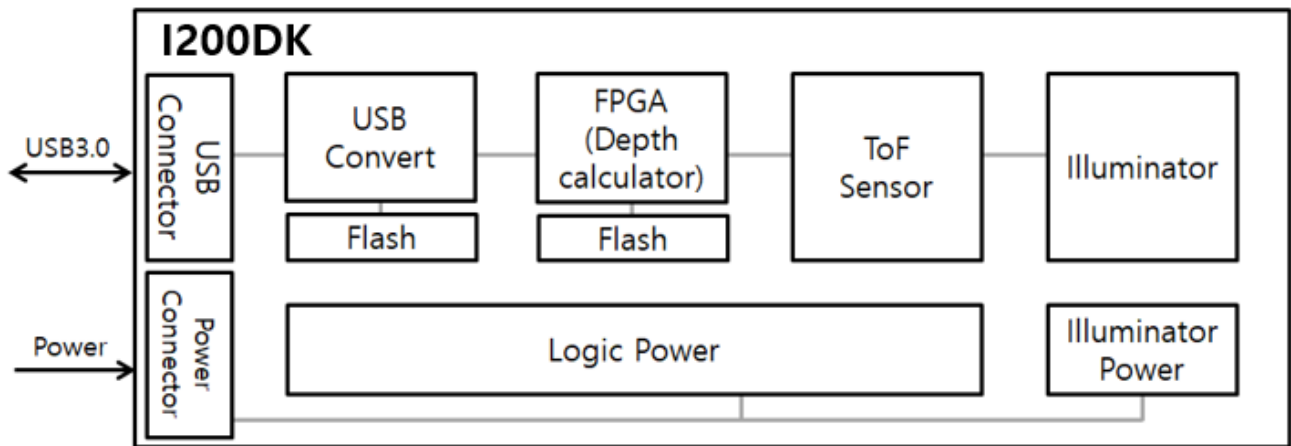 I200DK
USB
Connector
USB3.0
USB
Convert
Flash
FPGA
(Depth
calculator)
Flash
ToF
Sensor
Illuminator
Power
Power
Connector
Logic Power
Illuminator
Power